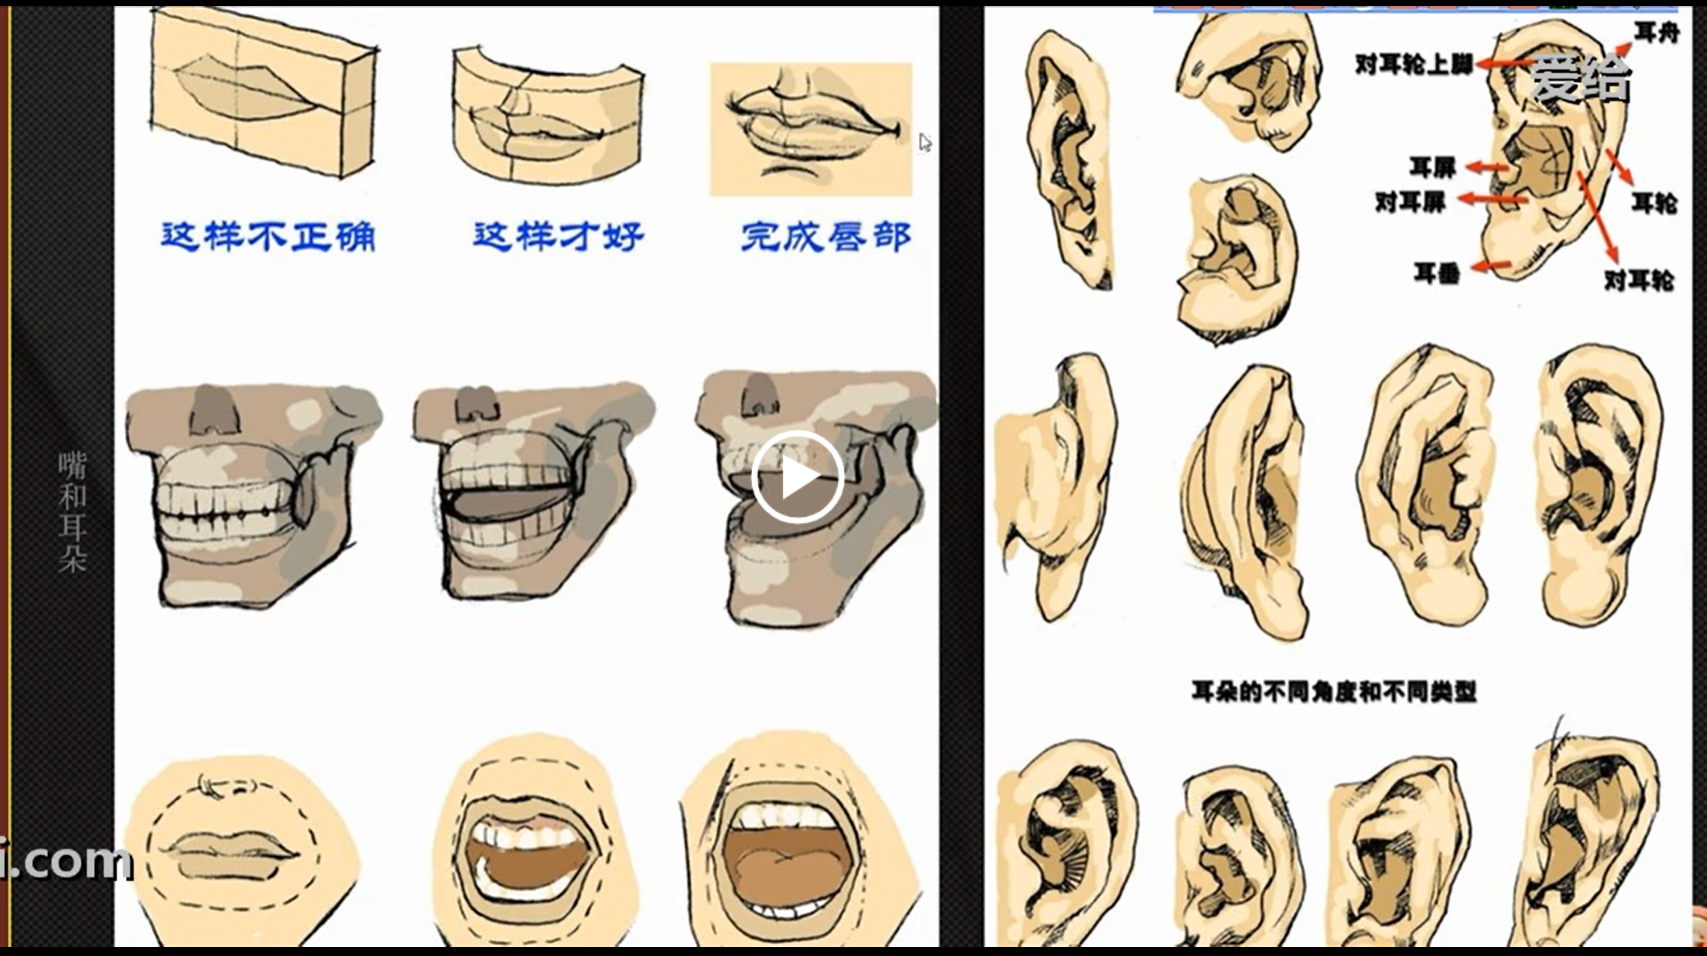 这样不正确
这样才好
完成唇部
嘴和耳朵
i.com
耳舟
对耳轮上脚
爱给
耳屏
对耳屏
耳轮
耳垂
对耳轮
耳朵的不同角度和不同类型